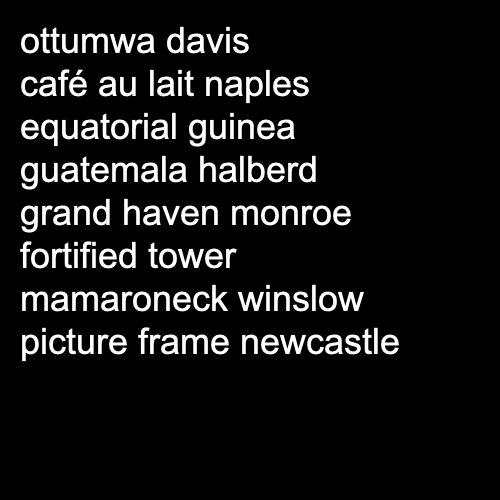 ottumwa davis
café au lait naples
equatorial guinea
guatemala halberd
grand haven monroe
fortified tower
mamaroneck winslow
picture frame newcastle